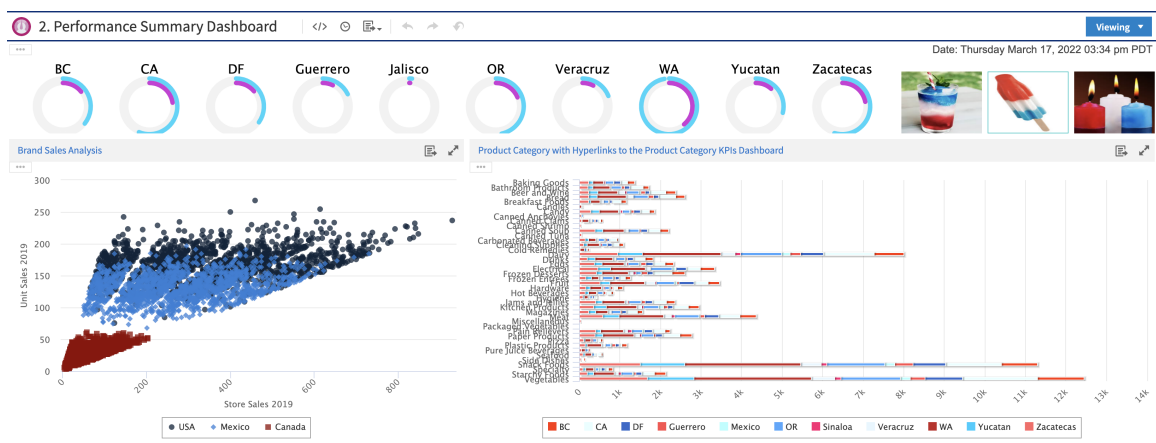 2. Performance Summary Dashboard
</>
Viewing
Date: Thursday March 17, 2022 03:34 pm PDT
BC CA DF Guerrero Jalisco OR Veracruz WA Yucatan Zacatecas
Brand Sales Analysis
Product Category with Hyperlinks to the Product Category KPIs Dashboard
Unit Sales 2019
300
250
200
150
100
50
0
0 200 400 600 800
Store Sales 2019
USA Mexico Canada
Baking Goods
Bathroom Products
Beer and Wine
Bread
Breakfast Foods
Candles
Candy
Canned Anchovies
Canned Clams
Canned Shrimp
Canned Soup
Canned Tuna
Carbonated Beverages
Cleaning Supplies
Cold Remedies
Dairy
Drinks
Eggs
Electrical
Frozen Desserts
Frozen Entrees
Fruit
Hardware
Hot Beverages
Hygiene
Jams and Jellies
Kitchen Products
Magazines
Meat
Miscellaneous
Packaged Vegetables
Pain Relievers
Paper Products
Pizza
Plastic Products
Pure Juice Beverages
Seafood
Side Dishes
Snack Foods
Specialty
Starchy Foods
Vegetables
0 1k 2k 3k 4k 5k 6k 7k 8k 9k 10k 11k 12k 13k 14k
BC CA DF Guerrero Mexico OR Sinaloa Veracruz WA Yucatan Zacatecas